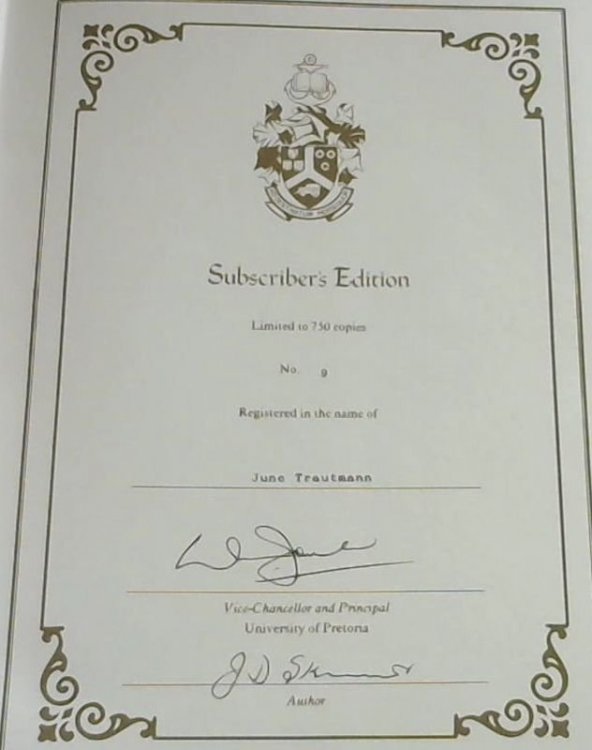 Subscriber's Edition
Limited to 750 copies
No. 9
Registered in the name of
June Trautmann
Vice-Chancellor and Principal
University of Pretoria
J D Skinner
Author